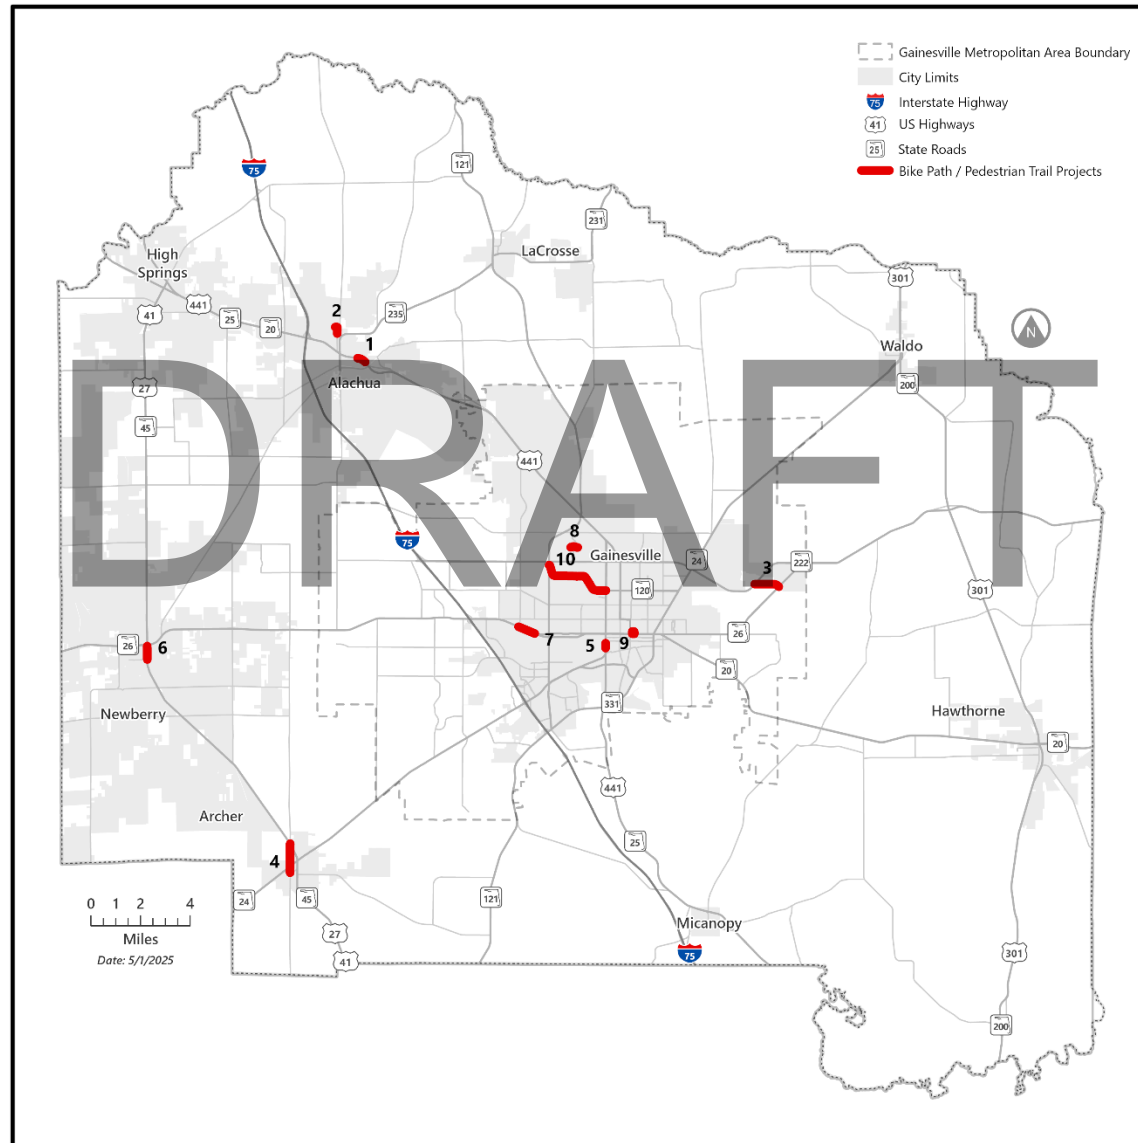 Gainesville Metropolitan Area Boundary
City Limits
75
Interstate Highway
41
US Highways
25
State Roads
Bike Path / Pedestrian Trail Projects
75
121
231
LaCrosse
High
Springs
301
441
41
25
20
235
2
1
Waldo
Alachua
27
200
45
DRAFT
441
75
8
Gainesville
10
24
3
222
120
301
26
6
7
5
9
26
20
331
Newberry
Hawthorne
20
441
Archer
25
4
24
45
121
27
41
0 1 2 4
Miles
Date: 5/1/2025
Micanopy
75
301
200